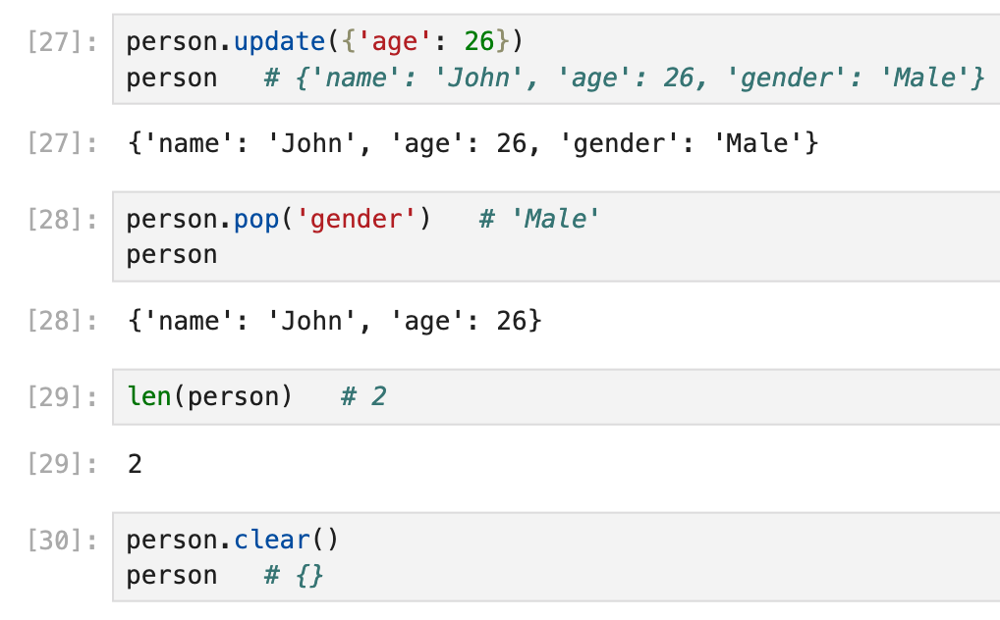 [27]: person.update({'age': 26})
person   # {'name': 'John', 'age': 26, 'gender': 'Male'}
[27]: {'name': 'John', 'age': 26, 'gender': 'Male'}
[28]: person.pop('gender')   # 'Male'
person
[28]: {'name': 'John', 'age': 26}
[29]: len(person)   # 2
[29]: 2
[30]: person.clear()
person   # {}